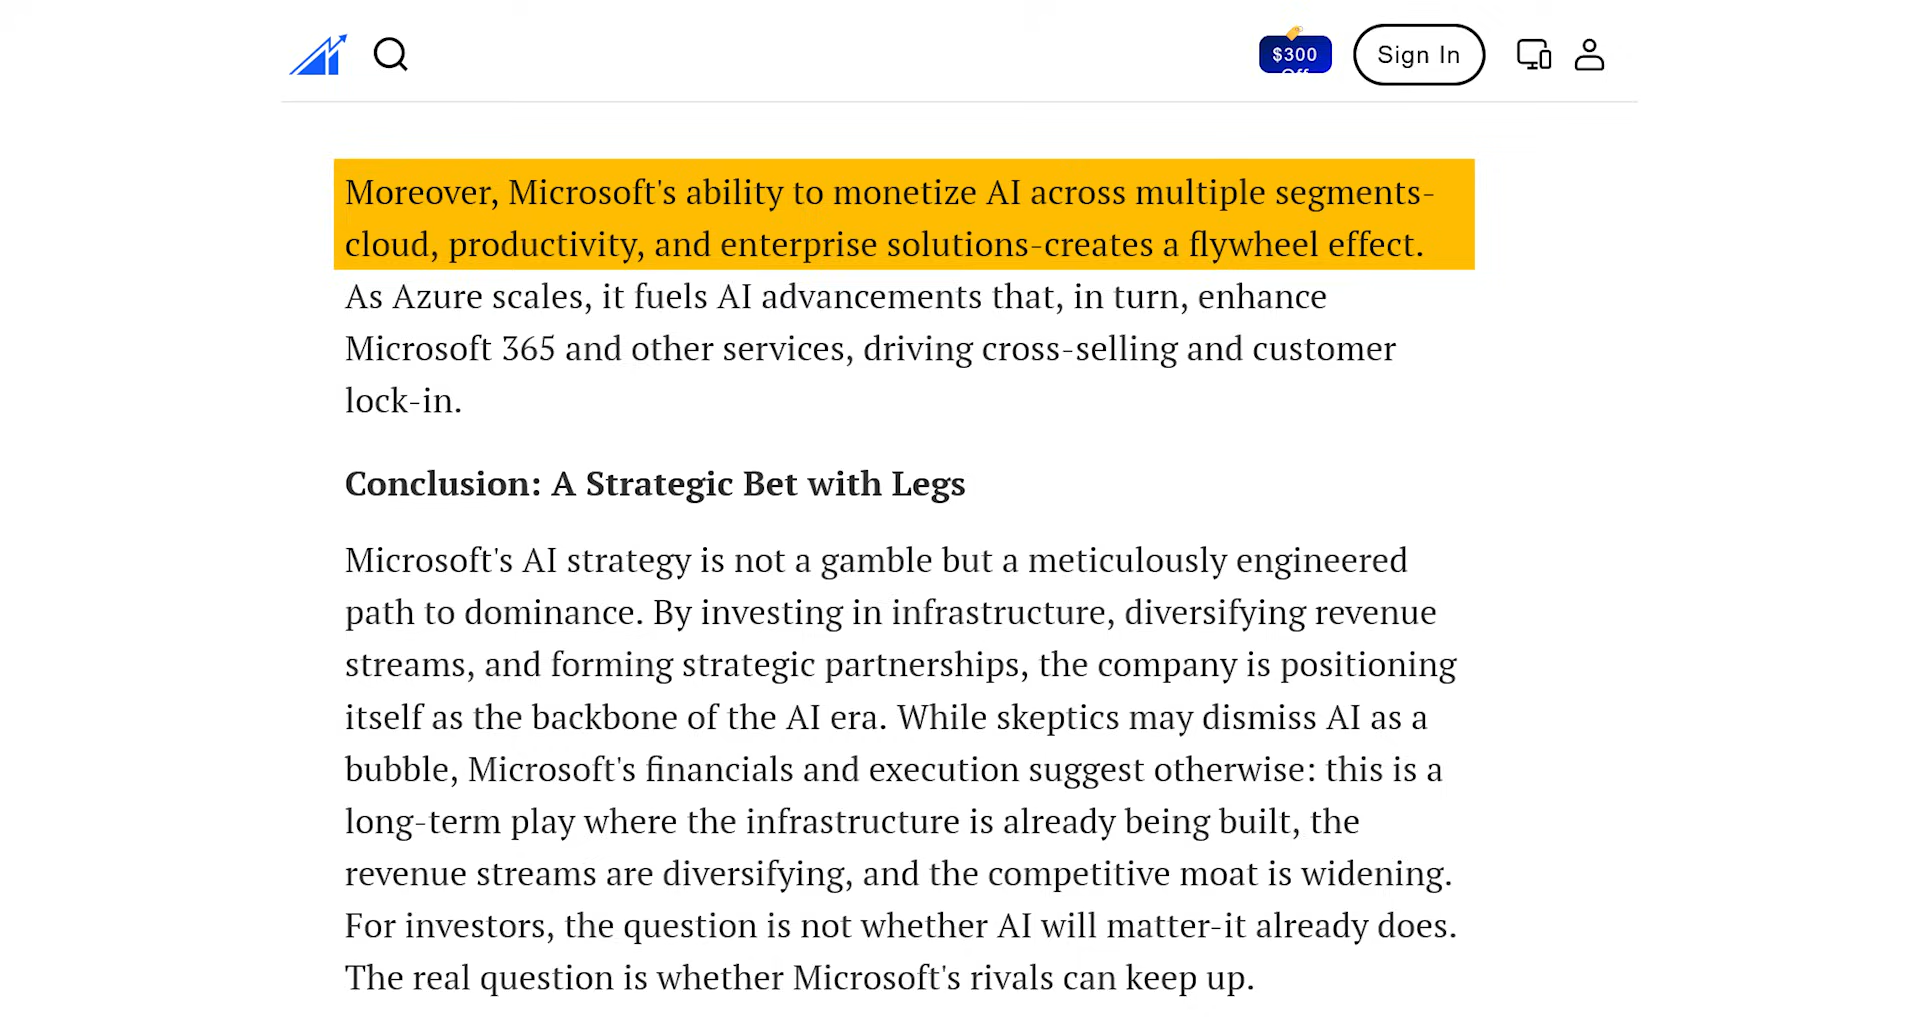 $300
Off
Sign In
Moreover, Microsoft's ability to monetize AI across multiple segments-
cloud, productivity, and enterprise solutions-creates a flywheel effect.
As Azure scales, it fuels AI advancements that, in turn, enhance
Microsoft 365 and other services, driving cross-selling and customer
lock-in.
Conclusion: A Strategic Bet with Legs
Microsoft's AI strategy is not a gamble but a meticulously engineered
path to dominance. By investing in infrastructure, diversifying revenue
streams, and forming strategic partnerships, the company is positioning
itself as the backbone of the AI era. While skeptics may dismiss AI as a
bubble, Microsoft's financials and execution suggest otherwise: this is a
long-term play where the infrastructure is already being built, the
revenue streams are diversifying, and the competitive moat is widening.
For investors, the question is not whether AI will matter-it already does.
The real question is whether Microsoft's rivals can keep up.